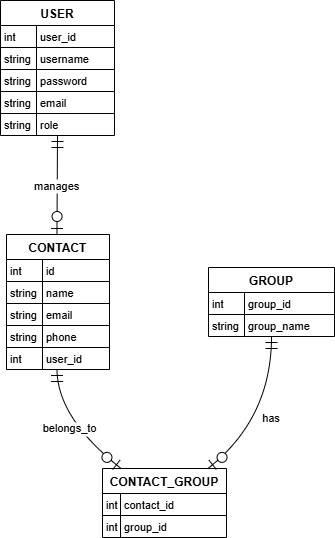 USER
int user_id
string username
string password
string email
string role
manages
CONTACT
int id
string name
string email
string phone
int user_id
GROUP
int group_id
string group_name
belongs_to
has
CONTACT_GROUP
int contact_id
int group_id